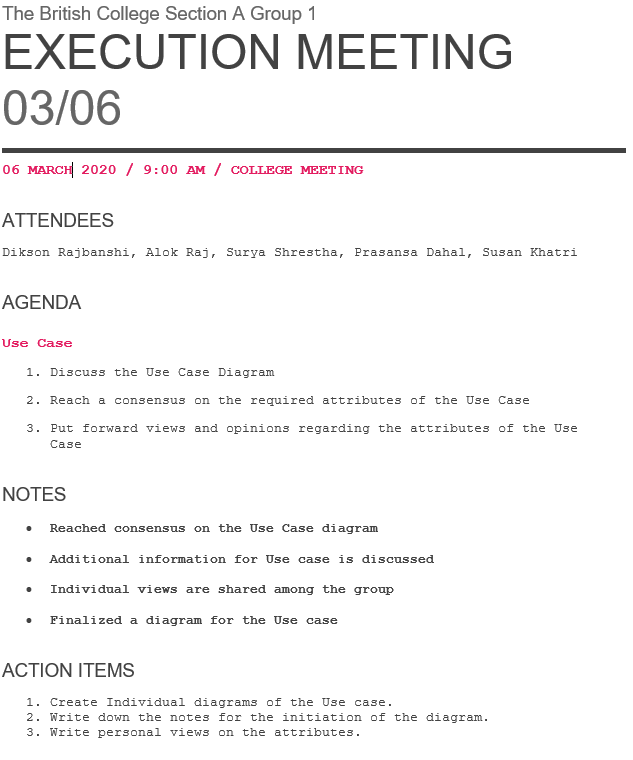 The British College Section A Group 1
EXECUTION MEETING
03/06
06 MARCH 2020 / 9:00 AM / COLLEGE MEETING
ATTENDEES
Dikson Rajbanshi, Alok Raj, Surya Shrestha, Prasansa Dahal, Susan Khatri
AGENDA
Use Case
1. Discuss the Use Case Diagram
2. Reach a consensus on the required attributes of the Use Case
3. Put forward views and opinions regarding the attributes of the Use
Case
NOTES
• Reached consensus on the Use Case diagram
• Additional information for Use case is discussed
• Individual views are shared among the group
• Finalized a diagram for the Use case
ACTION ITEMS
1. Create Individual diagrams of the Use case.
2. Write down the notes for the initiation of the diagram.
3. Write personal views on the attributes.